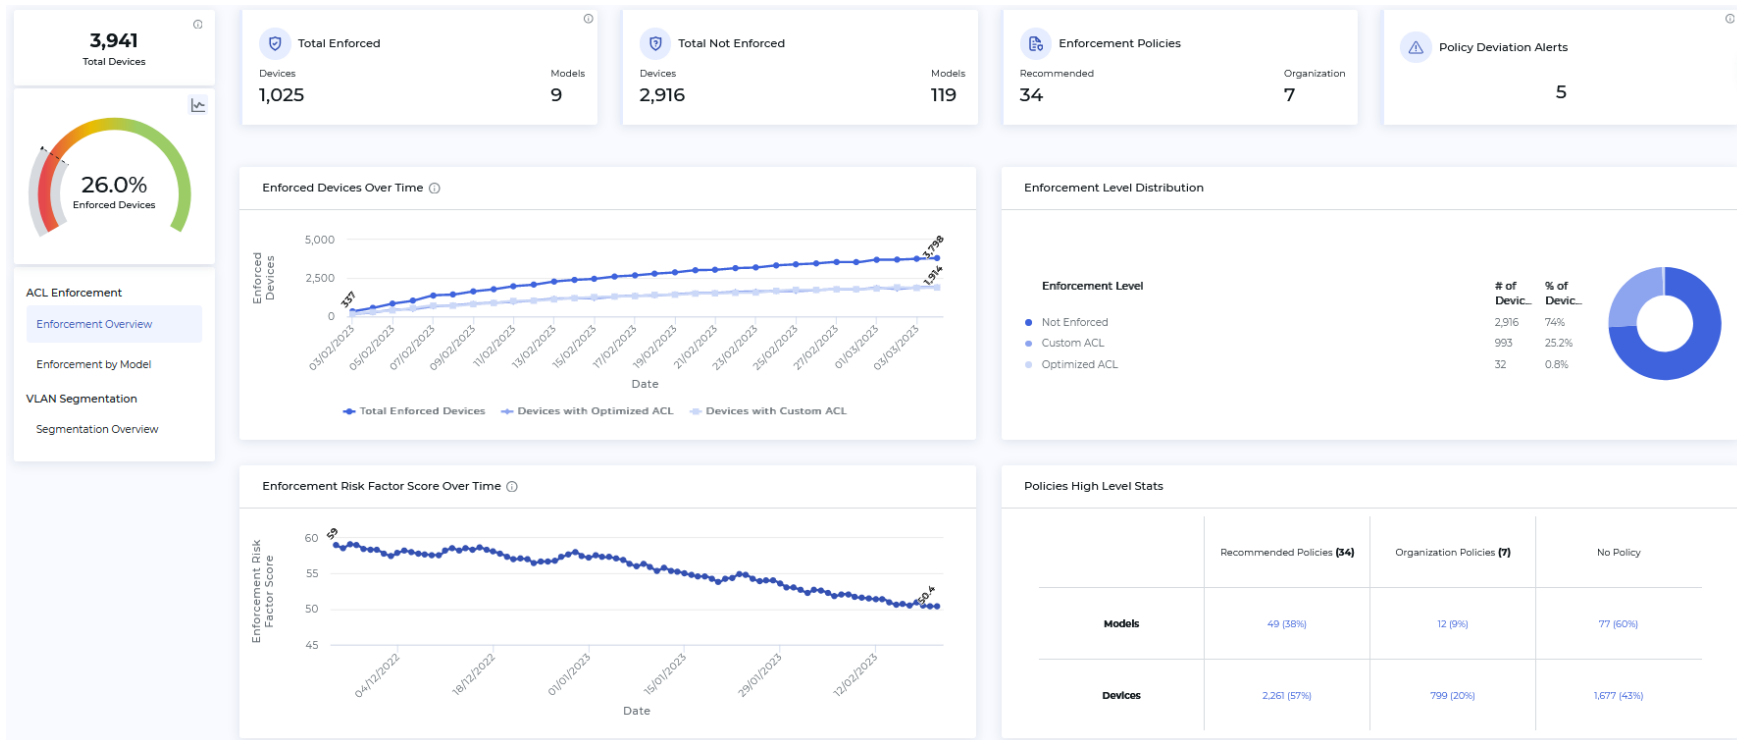 3,941
Total Devices
26.0%
Enforced Devices
ACL Enforcement
Enforcement Overview
Enforcement by Model
VLAN Segmentation
Segmentation Overview
Total Enforced
Devices Models
1,025 9
Total Not Enforced
Devices Models
2,916 119
Enforcement Policies
Recommended Organization
34 7
Policy Deviation Alerts
5
Enforced Devices Over Time
Enforced Devices
5,000
2,500
0
337
3,798
1,914
03/02/2023 05/02/2023 07/02/2023 09/02/2023 11/02/2023 13/02/2023 15/02/2023 17/02/2023 19/02/2023 21/02/2023 23/02/2023 25/02/2023 27/02/2023 01/03/2023 03/03/2023
Date
Total Enforced Devices Devices with Optimized ACL Devices with Custom ACL
Enforcement Level Distribution
Enforcement Level # of Devic... % of Devic...
Not Enforced 2,916 74%
Custom ACL 993 25.2%
Optimized ACL 32 0.8%
Enforcement Risk Factor Score Over Time
Enforcement Risk Factor Score
60
55
50
45
59
50.4
04/12/2022 18/12/2022 01/01/2023 15/01/2023 29/01/2023 12/02/2023
Date
Policies High Level Stats
Recommended Policies (34) Organization Policies (7) No Policy
Models 49 (38%) 12 (9%) 77 (60%)
Devices 2,261 (57%) 799 (20%) 1,677 (43%)